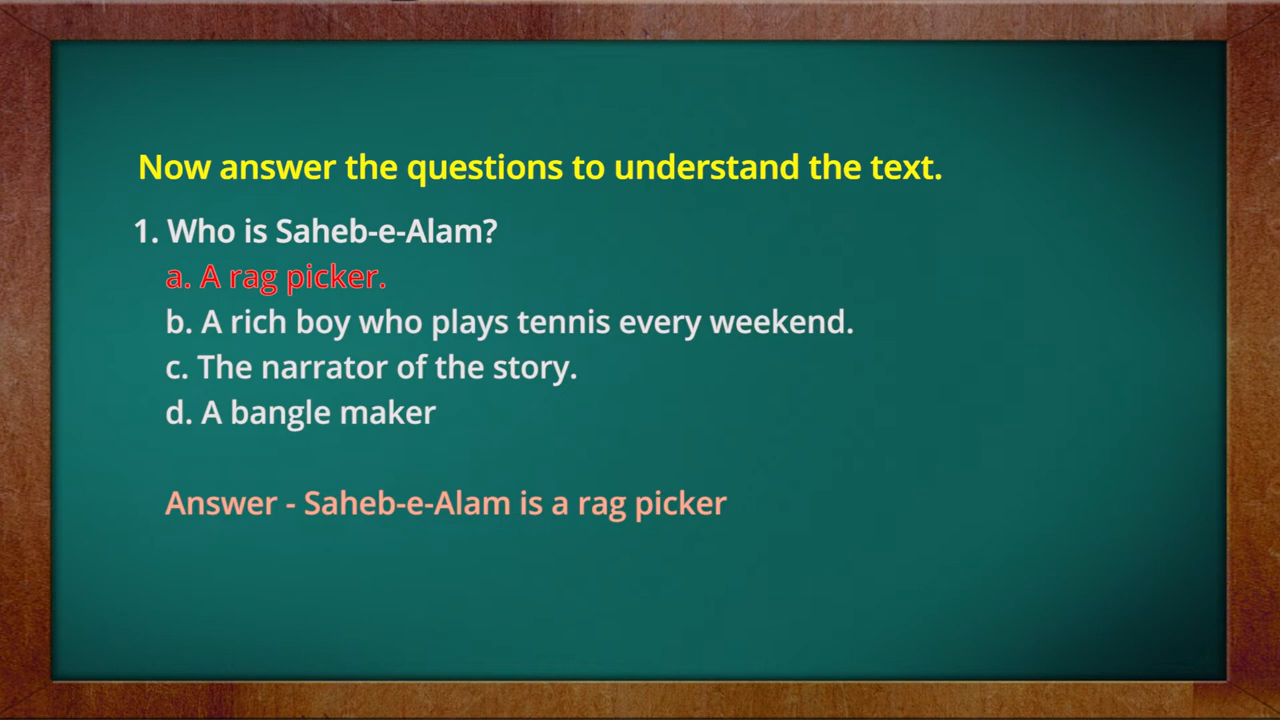 Now answer the questions to understand the text.
1. Who is Saheb-e-Alam?
a. A rag picker.
b. A rich boy who plays tennis every weekend.
c. The narrator of the story.
d. A bangle maker
Answer - Saheb-e-Alam is a rag picker